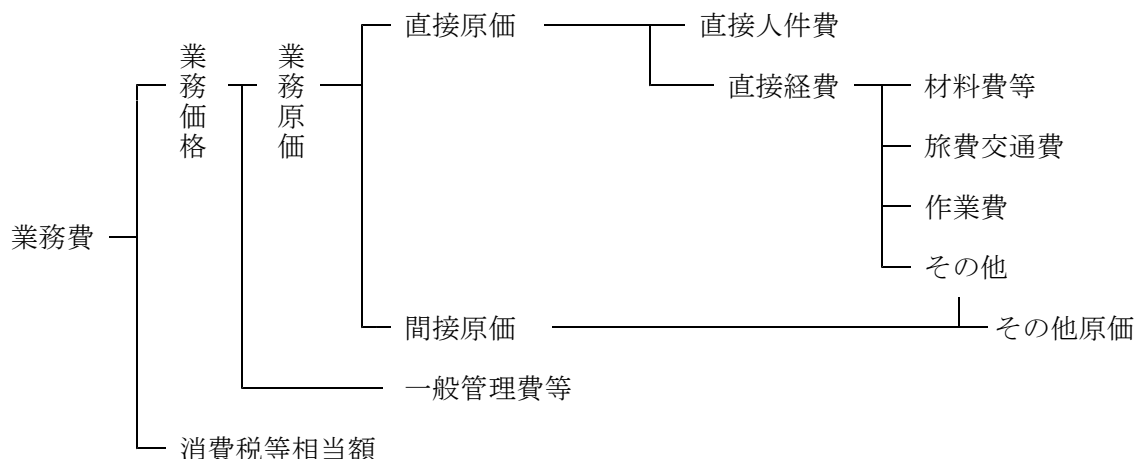 業務費
業務価格
業務原価
直接原価
直接人件費
直接経費
材料費等
旅費交通費
作業費
その他
間接原価
その他原価
一般管理費等
消費税等相当額